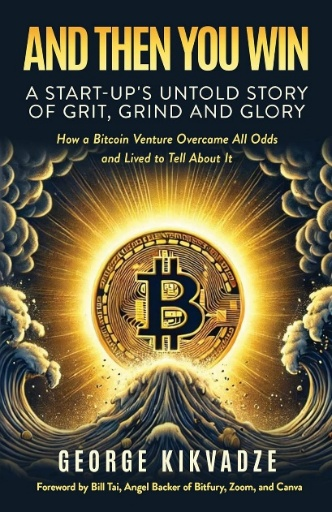 AND THEN YOU WIN
A START-UP'S UNTOLD STORY
OF GRIT, GRIND AND GLORY
How a Bitcoin Venture Overcame All Odds
and Lived to Tell About It
₿
GEORGE KIKVADZE
Foreword by Bill Tai, Angel Backer of Bitfury, Zoom, and Canva